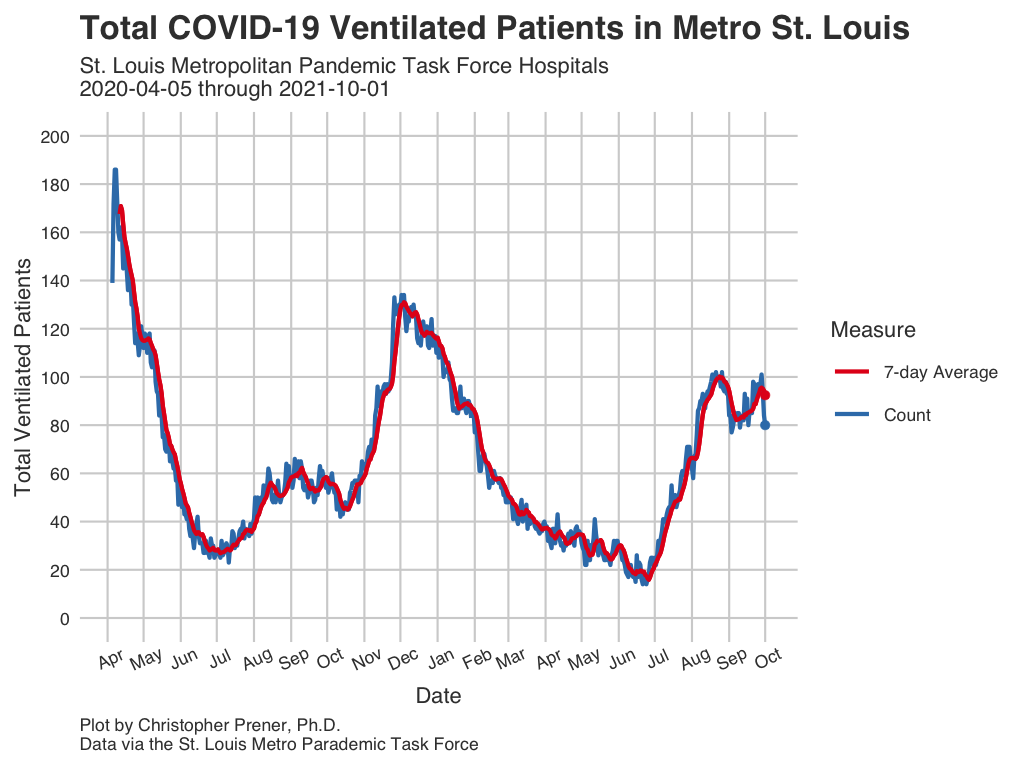 Total COVID-19 Ventilated Patients in Metro St. Louis
St. Louis Metropolitan Pandemic Task Force Hospitals
2020-04-05 through 2021-10-01
200
180
160
140
120
100
80
60
40
20
0
Total Ventilated Patients
Apr May Jun Jul Aug Sep Oct Nov Dec Jan Feb Mar Apr May Jun Jul Aug Sep Oct
Date
Measure
7-day Average
Count
Plot by Christopher Prener, Ph.D.
Data via the St. Louis Metro Parademic Task Force